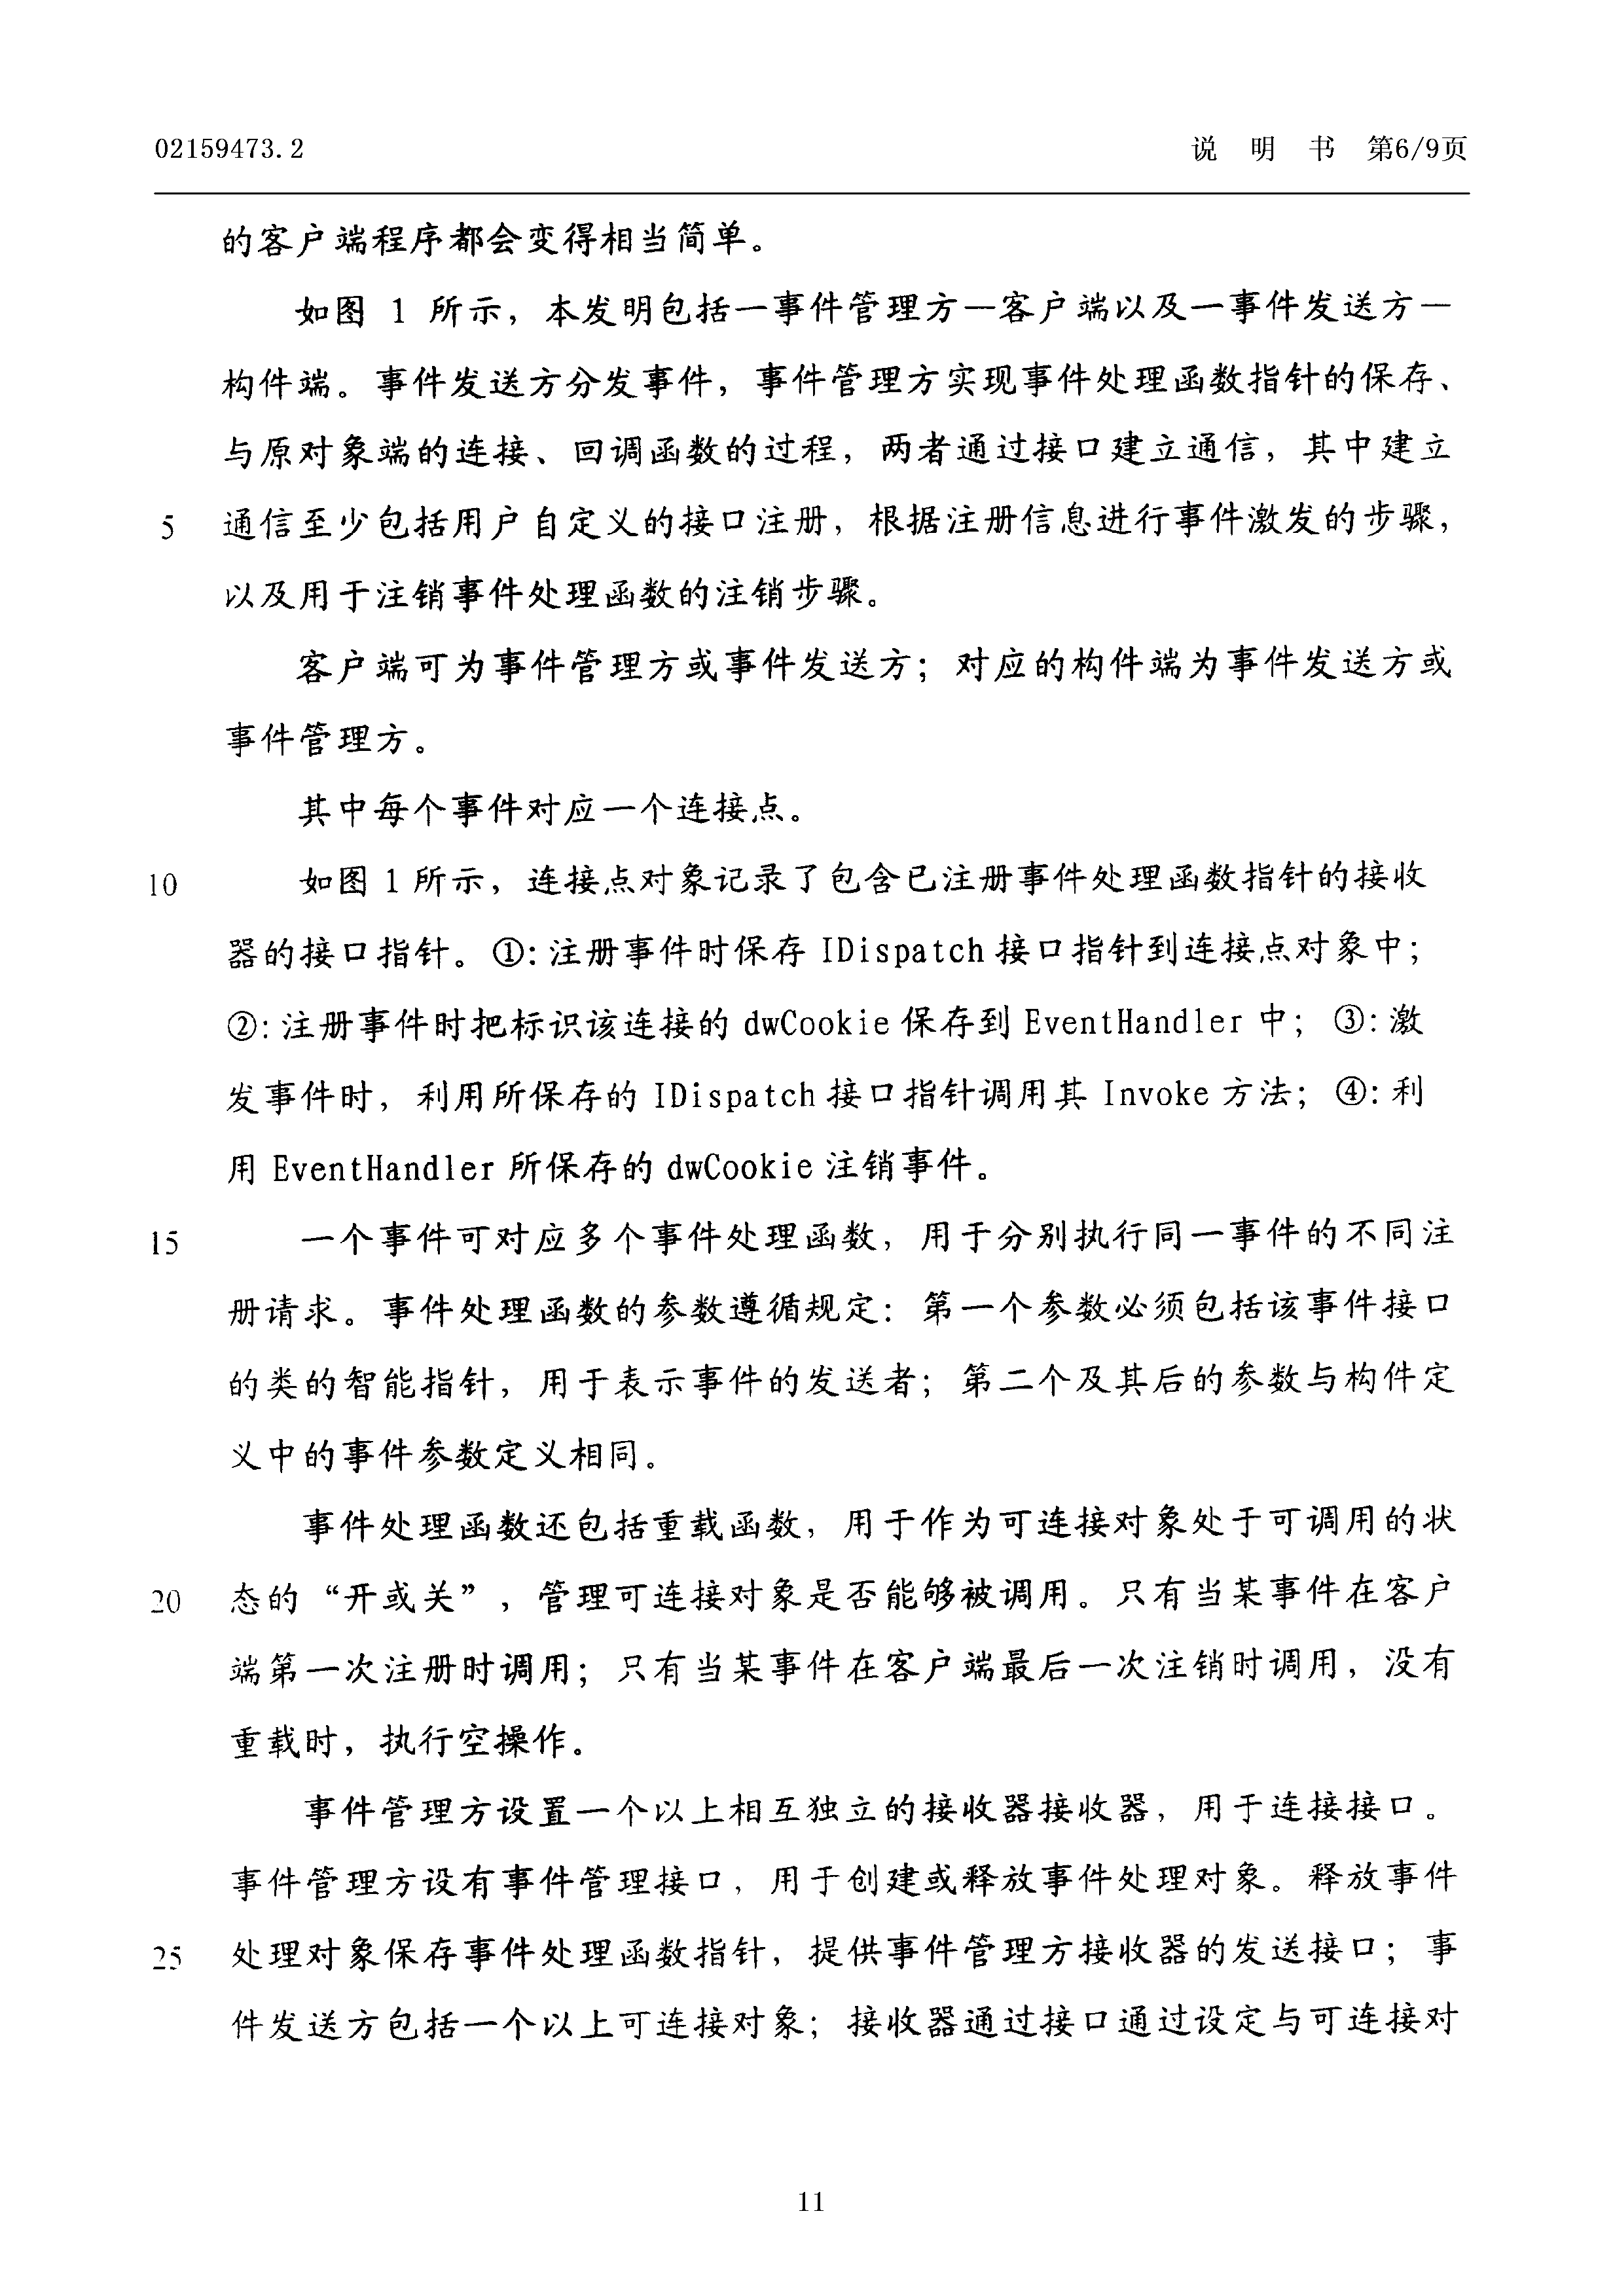 02159473.2 说 明 书 第6/9页
的客户端程序都会变得相当简单。
如图 1 所示，本发明包括一事件管理方—客户端以及一事件发送方—
构件端。事件发送方分发事件，事件管理方实现事件处理函数指针的保存、
与原对象端的连接、回调函数的过程，两者通过接口建立通信，其中建立
5 通信至少包括用户自定义的接口注册，根据注册信息进行事件激发的步骤，
以及用于注销事件处理函数的注销步骤。
客户端可为事件管理方或事件发送方；对应的构件端为事件发送方或
事件管理方。
其中每个事件对应一个连接点。
10 如图 1 所示，连接点对象记录了包含已注册事件处理函数指针的接收
器的接口指针。①:注册事件时保存 IDispatch 接口指针到连接点对象中；
②:注册事件时把标识该连接的 dwCookie 保存到 EventHandler 中；③:激
发事件时，利用所保存的 IDispatch 接口指针调用其 Invoke 方法；④:利
用 EventHandler 所保存的 dwCookie 注销事件。
15 一个事件可对应多个事件处理函数，用于分别执行同一事件的不同注
册请求。事件处理函数的参数遵循规定：第一个参数必须包括该事件接口
的类的智能指针，用于表示事件的发送者；第二个及其后的参数与构件定
义中的事件参数定义相同。
事件处理函数还包括重载函数，用于作为可连接对象处于可调用的状
20 态的“开或关”，管理可连接对象是否能够被调用。只有当某事件在客户
端第一次注册时调用；只有当某事件在客户端最后一次注销时调用，没有
重载时，执行空操作。
事件管理方设置一个以上相互独立的接收器接收器，用于连接接口。
事件管理方设有事件管理接口，用于创建或释放事件处理对象。释放事件
25 处理对象保存事件处理函数指针，提供事件管理方接收器的发送接口；事
件发送方包括一个以上可连接对象；接收器通过接口通过设定与可连接对
11